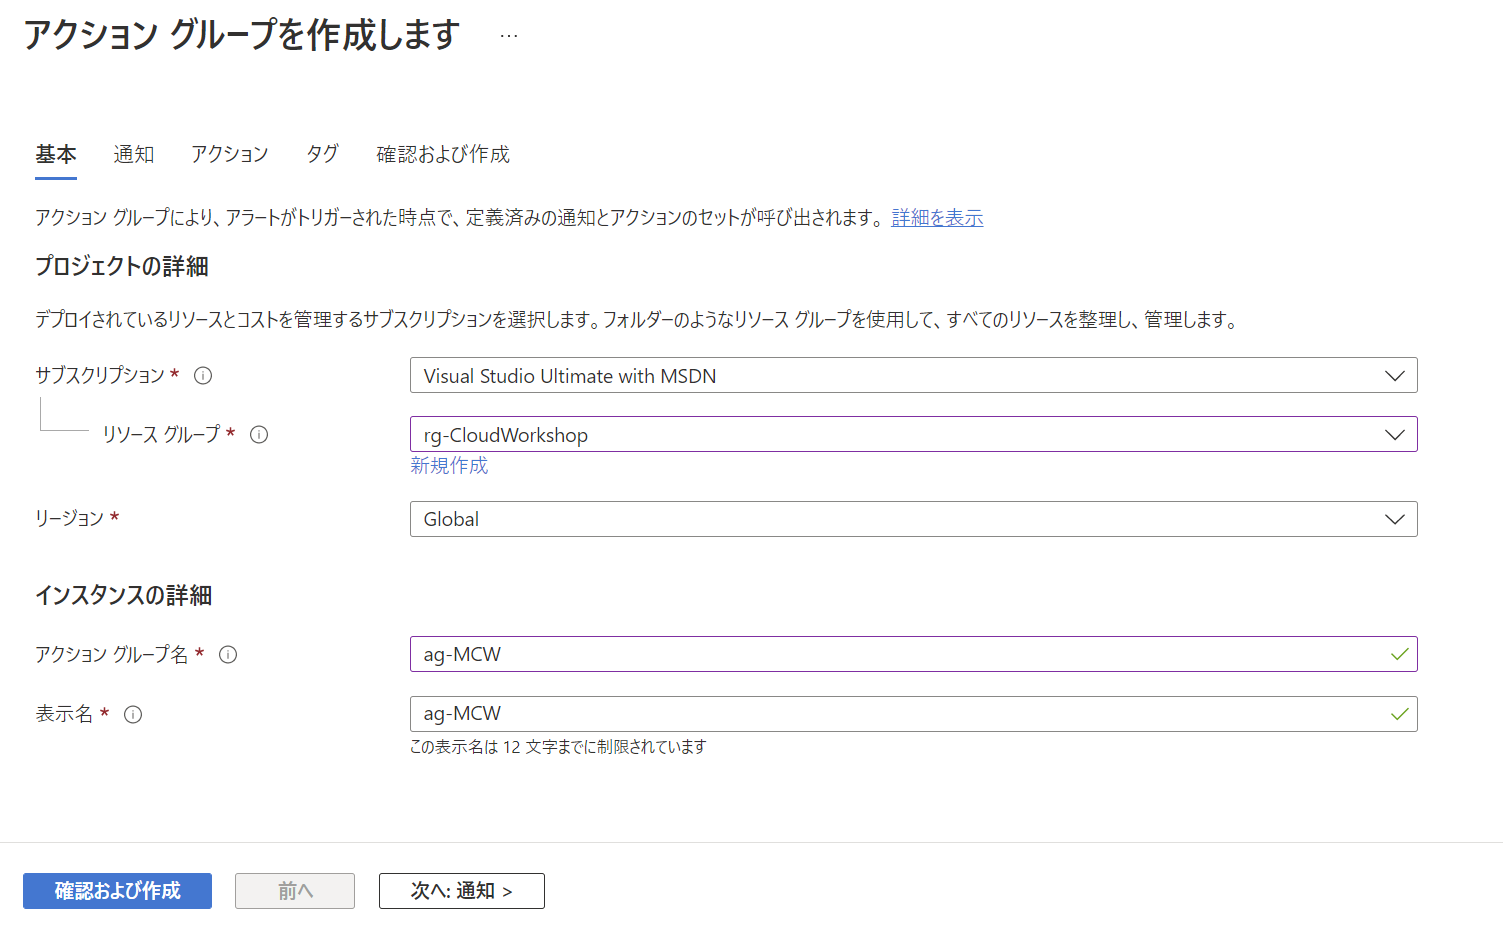 アクション グループを作成します …
基本 通知 アクション タグ 確認および作成
アクション グループにより、アラートがトリガーされた時点で、定義済みの通知とアクションのセットが呼び出されます。 詳細を表示
プロジェクトの詳細
デプロイされているリソースとコストを管理するサブスクリプションを選択します。フォルダーのようなリソース グループを使用して、すべてのリソースを整理し、管理します。
サブスクリプション * Visual Studio Ultimate with MSDN
リソース グループ * rg-CloudWorkshop
新規作成
リージョン * Global
インスタンスの詳細
アクション グループ名 * ag-MCW
表示名 * ag-MCW
この表示名は 12 文字までに制限されています
確認および作成 前へ 次へ: 通知 >